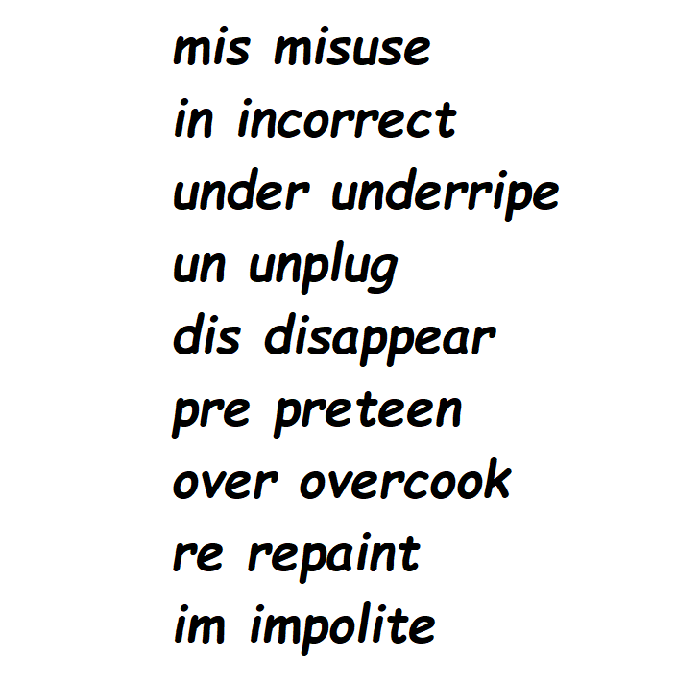 mis misuse
in incorrect
under underripe
un unplug
dis disappear
pre preteen
over overcook
re repaint
im impolite